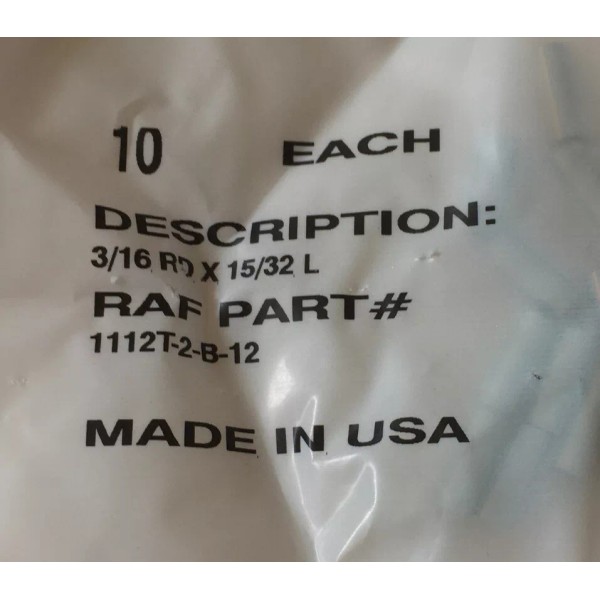 10 EACH
DESCRIPTION:
3/16 RD X 15/32 L
RAF PART#
1112T-2-B-12
MADE IN USA